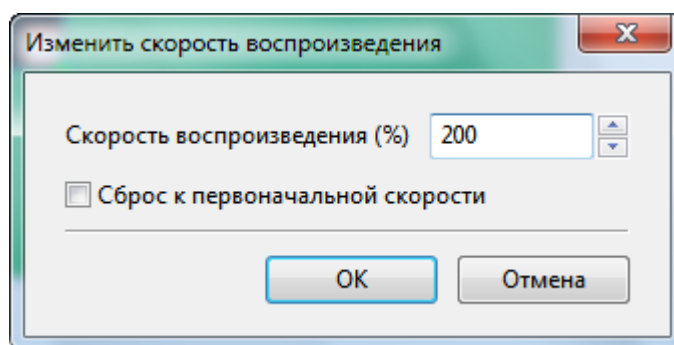 Изменить скорость воспроизведения
Скорость воспроизведения (%) 200
Сброс к первоначальной скорости
OK Отмена